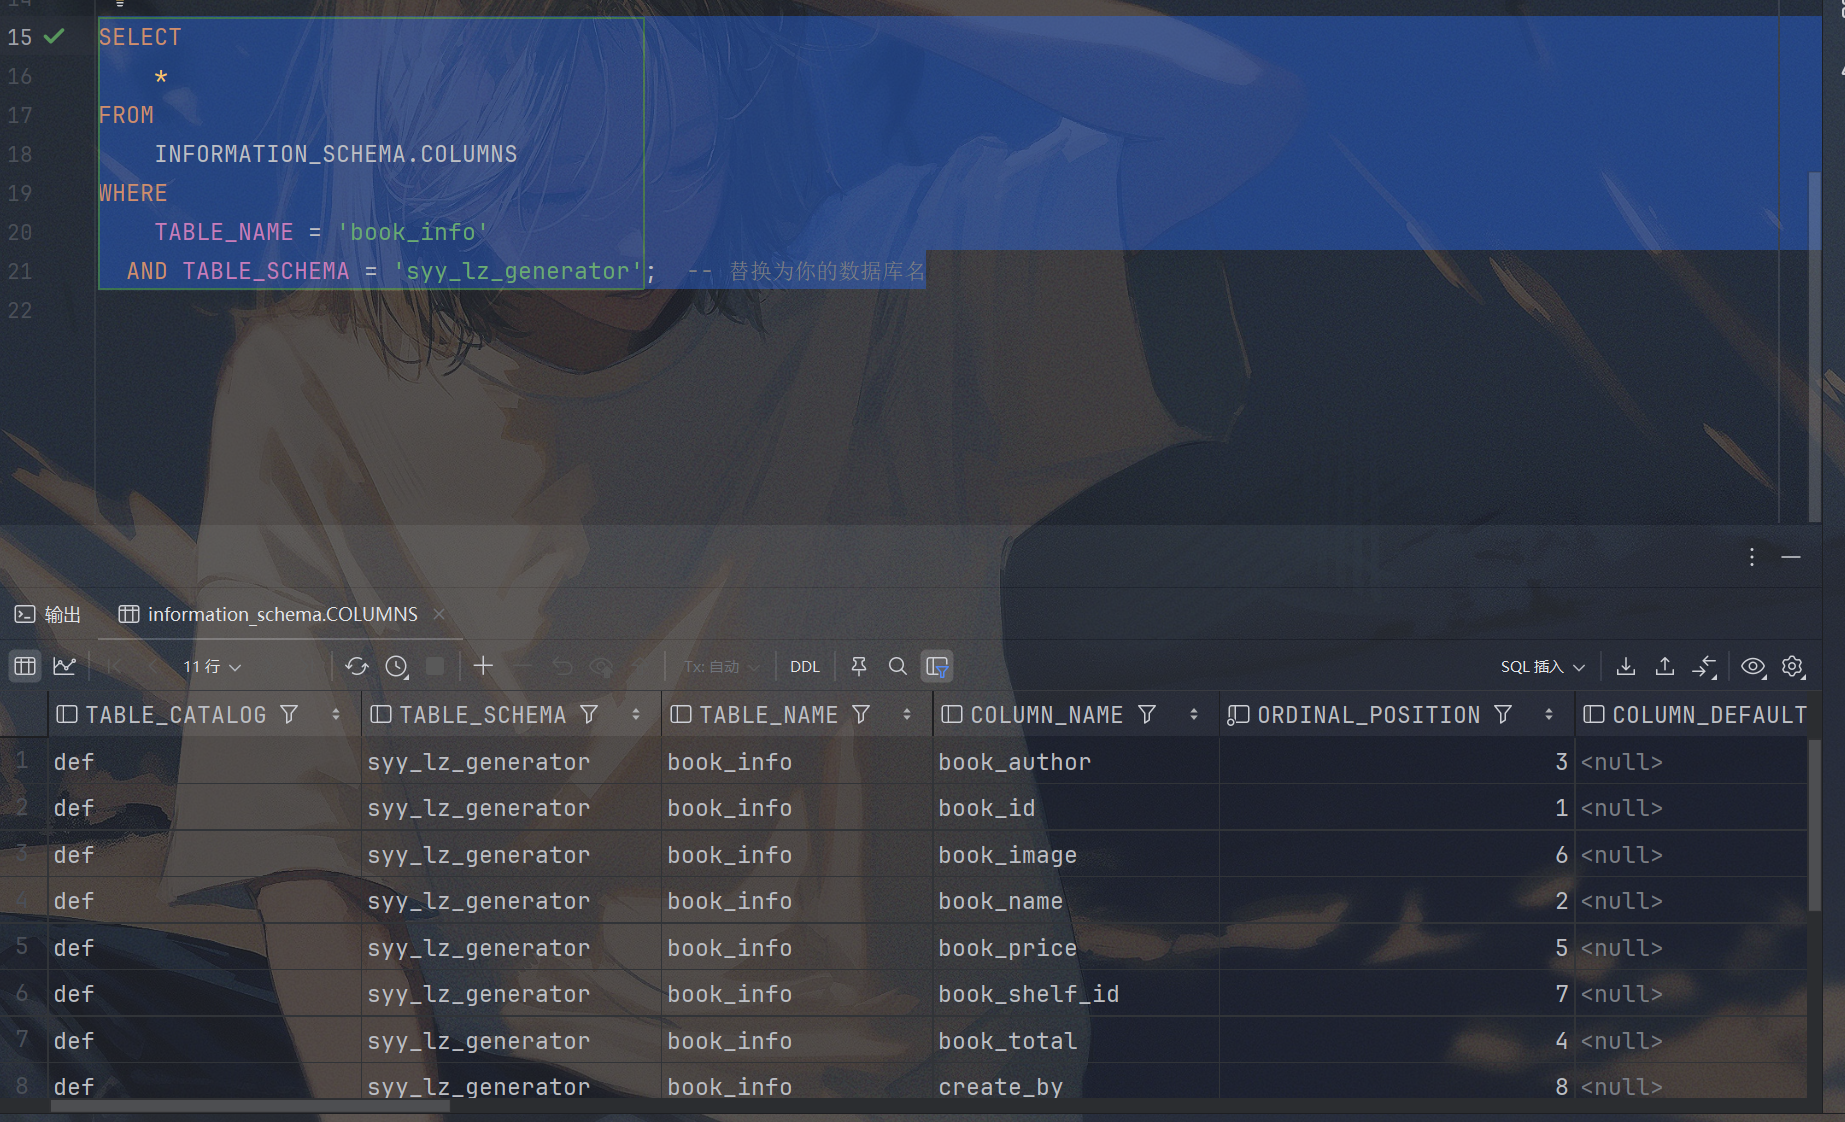 14
15 SELECT
16 *
17 FROM
18 INFORMATION_SCHEMA.COLUMNS
19 WHERE
20 TABLE_NAME = 'book_info'
21 AND TABLE_SCHEMA = 'syy_lz_generator'; -- 替换为你的数据库名
22
输出 information_schema.COLUMNS
11 行 Tx: 自动 DDL SQL 插入
TABLE_CATALOG TABLE_SCHEMA TABLE_NAME COLUMN_NAME ORDINAL_POSITION COLUMN_DEFAULT
1 def syy_lz_generator book_info book_author 3 <null>
2 def syy_lz_generator book_info book_id 1 <null>
3 def syy_lz_generator book_info book_image 6 <null>
4 def syy_lz_generator book_info book_name 2 <null>
5 def syy_lz_generator book_info book_price 5 <null>
6 def syy_lz_generator book_info book_shelf_id 7 <null>
7 def syy_lz_generator book_info book_total 4 <null>
8 def syy_lz_generator book_info create_by 8 <null>